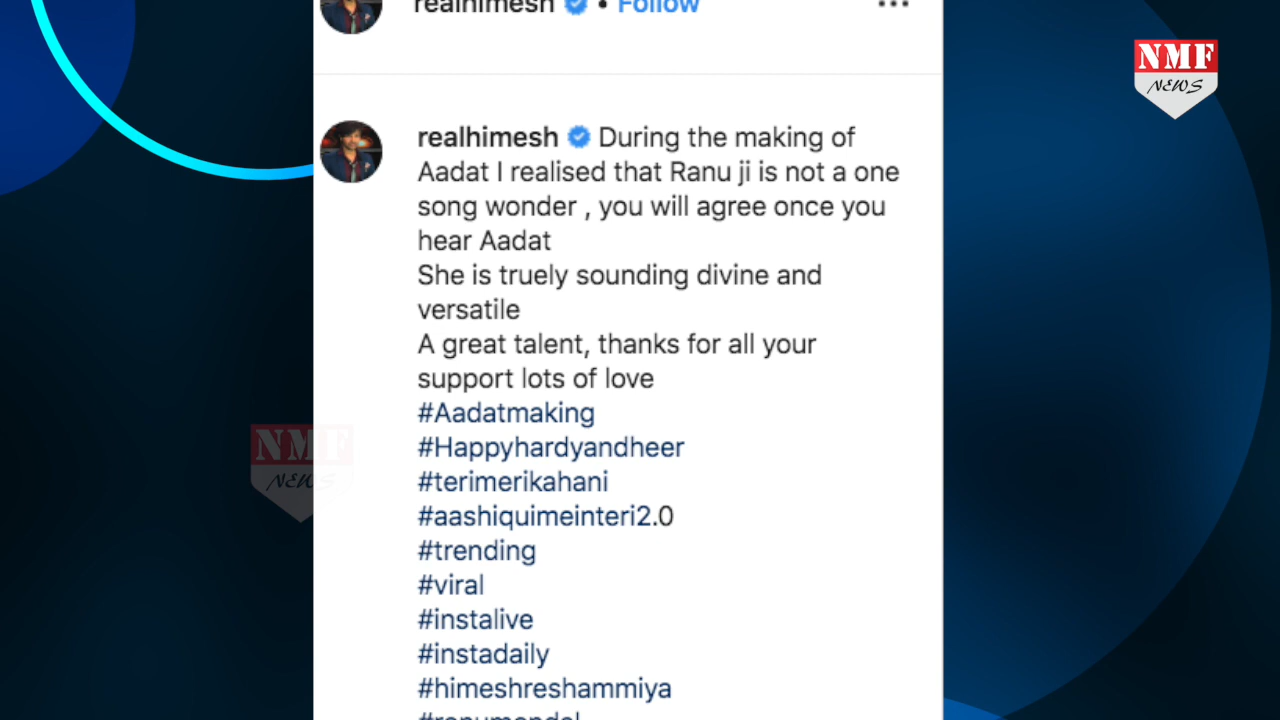 realhimesh • Follow
NMF
NEWS
realhimesh During the making of
Aadat I realised that Ranu ji is not a one
song wonder , you will agree once you
hear Aadat
She is truely sounding divine and
versatile
A great talent, thanks for all your
support lots of love
#Aadatmaking
#Happyhardyandheer
NMF
NEWS
#terimerikahani
#aashiquimeinteri2.0
#trending
#viral
#instalive
#instadaily
#himeshreshammiya